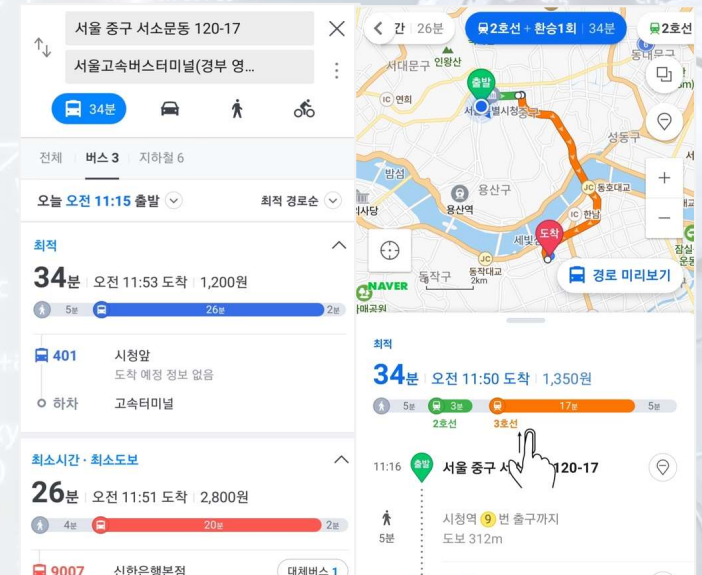 서울 중구 서소문동 120-17
서울고속버스터미널(경부 영...
34분
전체 버스 3 지하철 6
오늘 오전 11:15 출발 최적 경로순
최적
34분 오전 11:53 도착 1,200원
5분 26분 2분
401 시청앞
도착 예정 정보 없음
하차 고속터미널
최소시간 · 최소도보
26분 오전 11:51 도착 2,800원
4분 20분 2분
9007 신한은행본점 대체버스 1
간 26분 2호선 + 환승1회 34분 2호선
서대문구 인왕산 동대문구
IC 연희
출발
중구
성동구
밤섬
용산구
용산역
JC 동호대교
IC 한남
도착
세빛
JC
동작구 동작대교
2km
NAVER
경로 미리보기
최적
34분 오전 11:50 도착 1,350원
5분 3분 17분 5분
2호선 3호선
11:16 출발 서울 중구 서 120-17
시청역 9 번 출구까지
5분 도보 312m